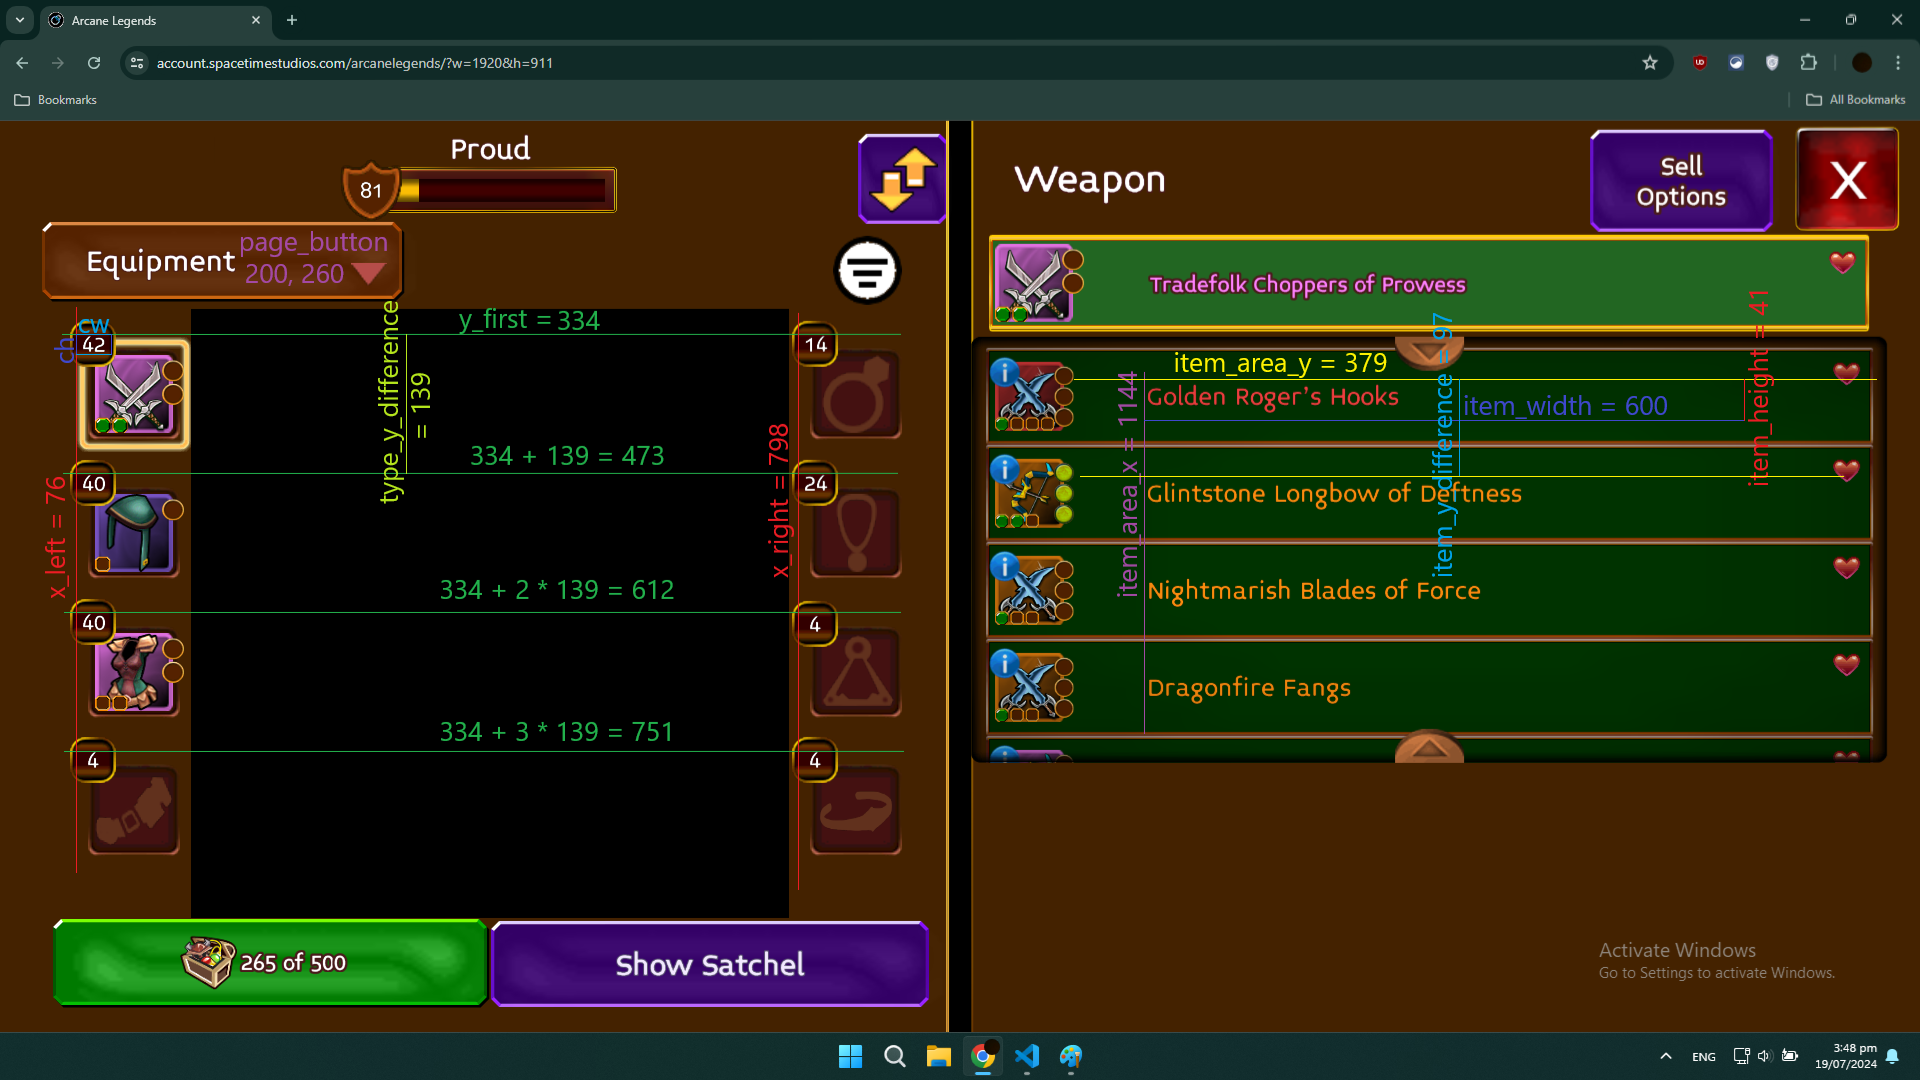 Arcane Legends
account.spacetimestudios.com/arcanelegends/?w=1920&h=911
Bookmarks
All Bookmarks
Proud
81
Equipment
page_button
200, 260
cw
ch
42
y_first = 334
type_y_difference
= 139
14
334 + 139 = 473
40
24
x_left = 76
x_right = 798
334 + 2 * 139 = 612
40
4
334 + 3 * 139 = 751
4
4
265 of 500
Show Satchel
Weapon
Sell
Options
X
Tradefolk Choppers of Prowess
item_area_y = 379
Golden Roger's Hooks
item_width = 600
item_height = 41
item_area_x = 1144
item_y_difference = 97
Glintstone Longbow of Deftness
Nightmarish Blades of Force
Dragonfire Fangs
Activate Windows
Go to Settings to activate Windows.
ENG
3:48 pm
19/07/2024